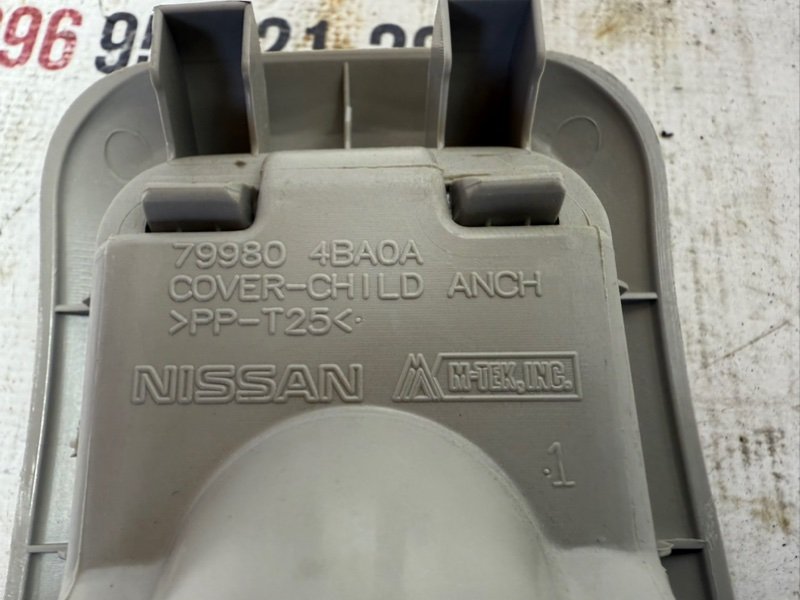 79980 4BA0A
COVER-CHILD ANCH
>PP-T25<
NISSAN M-TEK, INC.
1